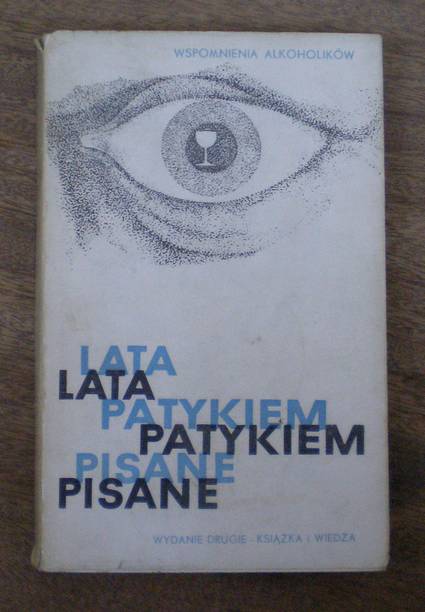 WSPOMNIENIA ALKOHOLIKÓW
LATA
LATA
PATYKIEM
PATYKIEM
PISANE
PISANE
WYDANIE DRUGIE - KSIĄŻKA I WIEDZA